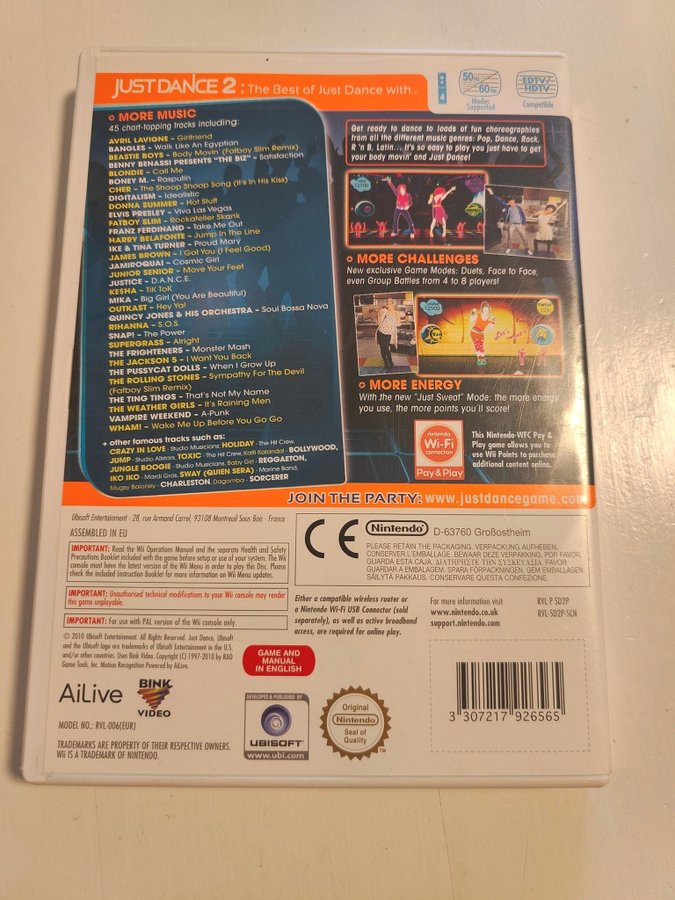 JUST DANCE 2 : The Best of Just Dance with...
4
50Hz
60Hz
Modes
Supported
EDTV/
HDTV
Compatible
MORE MUSIC
45 chart-topping tracks including:
AVRIL LAVIGNE - Girlfriend
BANGLES - Walk Like An Egyptian
BEASTIE BOYS - Body Movin' (Fatboy Slim Remix)
BENNY BENASSI PRESENTS "THE BIZ" - Satisfaction
BLONDIE - Call Me
BONEY M. - Rasputin
CHER - The Shoop Shoop Song (It's In His Kiss)
DIGITALISM - Idealistic
DONNA SUMMER - Hot Stuff
ELVIS PRESLEY - Viva Las Vegas
FATBOY SLIM - Rockafeller Skank
FRANZ FERDINAND - Take Me Out
HARRY BELAFONTE - Jump In The Line
IKE & TINA TURNER - Proud Mary
JAMES BROWN - I Got You (I Feel Good)
JAMIROQUAI - Cosmic Girl
JUNIOR SENIOR - Move Your Feet
JUSTICE - D.A.N.C.E.
KE$HA - TiK ToK
MIKA - Big Girl (You Are Beautiful)
OUTKAST - Hey Ya!
QUINCY JONES & HIS ORCHESTRA - Soul Bossa Nova
RIHANNA - S.O.S.
SNAP! - The Power
SUPERGRASS - Alright
THE FRIGHTENERS - Monster Mash
THE JACKSON 5 - I Want You Back
THE PUSSYCAT DOLLS - When I Grow Up
THE ROLLING STONES - Sympathy For The Devil
(Fatboy Slim Remix)
THE TING TINGS - That's Not My Name
THE WEATHER GIRLS - It's Raining Men
VAMPIRE WEEKEND - A-Punk
WHAM! - Wake Me Up Before You Go Go
+ other famous tracks such as:
CRAZY IN LOVE - Studio Musicians, HOLIDAY - The Hit Crew,
JUMP - Studio Allstars, TOXIC - The Hit Crew, Kalfi Kalandal - BOLLYWOOD,
JUNGLE BOOGIE - Studio Musicians, Baby Girl - REGGAETON,
IKO IKO - Mardi Gras, SWAY (QUIEN SERA) - Marine Band,
Mugsy Baloney - CHARLESTON, Dagomba - SORCERER
Get ready to dance to loads of fun choreographies
from all the different music genres: Pop, Dance, Rock,
R 'n B, Latin... It's so easy to play you just have to get
your body movin' and Just Dance!
12300
MORE CHALLENGES
New exclusive Game Modes: Duets, Face to Face,
even Group Battles from 4 to 8 players!
12500
MORE ENERGY
With the new "Just Sweat" Mode: the more energy
you use, the more points you'll score!
Nintendo
Wi-Fi
connection
Pay & Play
This Nintendo-WFC Pay &
Play game allows you to
use Wii Points to purchase
additional content online.
JOIN THE PARTY: www.justdancegame.com
Ubisoft Entertainment - 28, rue Armand Carrel, 93108 Montreuil Sous Bois - France
ASSEMBLED IN EU
IMPORTANT: Read the Wii Operations Manual and the separate Health and Safety
Precautions Booklet included with the game before setup or use of your system. The Wii
console must have the latest version of the Wii Menu in order to play this Disc. Please
check the included Instruction Booklet for more information on Wii Menu updates.
IMPORTANT: Unauthorised technical modifications to your Wii console may render
this game unplayable.
IMPORTANT: For use with PAL version of the Wii console only.
© 2010 Ubisoft Entertainment. All Rights Reserved. Just Dance, Ubisoft
and the Ubisoft logo are trademarks of Ubisoft Entertainment in the U.S.
and/or other countries. Uses Bink Video. Copyright (C) 1997-2010 by RAD
Game Tools, Inc. Motion Recognition Powered by AiLive.
AiLive
BINK
VIDEO
MODEL NO.: RVL-006(EUR)
TRADEMARKS ARE PROPERTY OF THEIR RESPECTIVE OWNERS.
Wii IS A TRADEMARK OF NINTENDO.
CE
Nintendo
D-63760 Großostheim
PLEASE RETAIN THE PACKAGING. VERPACKUNG AUFHEBEN.
CONSERVER L'EMBALLAGE. BEWAAR DEZE VERPAKKING. POR FAVOR,
GUARDA ESTA CAJA. ΔΙΑΤΗΡΗΣΤΕ ΤΗΝ ΣΥΣΚΕΥΑΣΙΑ. FAVOR
GUARDAR A EMBALAGEM. SPARA FÖRPACKNINGEN. GEM EMBALLAGEN.
SÄILYTÄ PAKKAUS. CONSERVARE QUESTA CONFEZIONE.
Either a compatible wireless router or
a Nintendo Wi-Fi USB Connector (sold
separately), as well as active broadband
access, are required for online play.
For more information visit
www.nintendo.co.uk
support.nintendo.com
RVL P SD2P
RVL-SD2P-SCN
GAME AND
MANUAL
IN ENGLISH
DEVELOPED & PUBLISHED BY
UBISOFT
www.ubi.com
Original
Nintendo
Seal of
Quality
TM
3 307217 926565